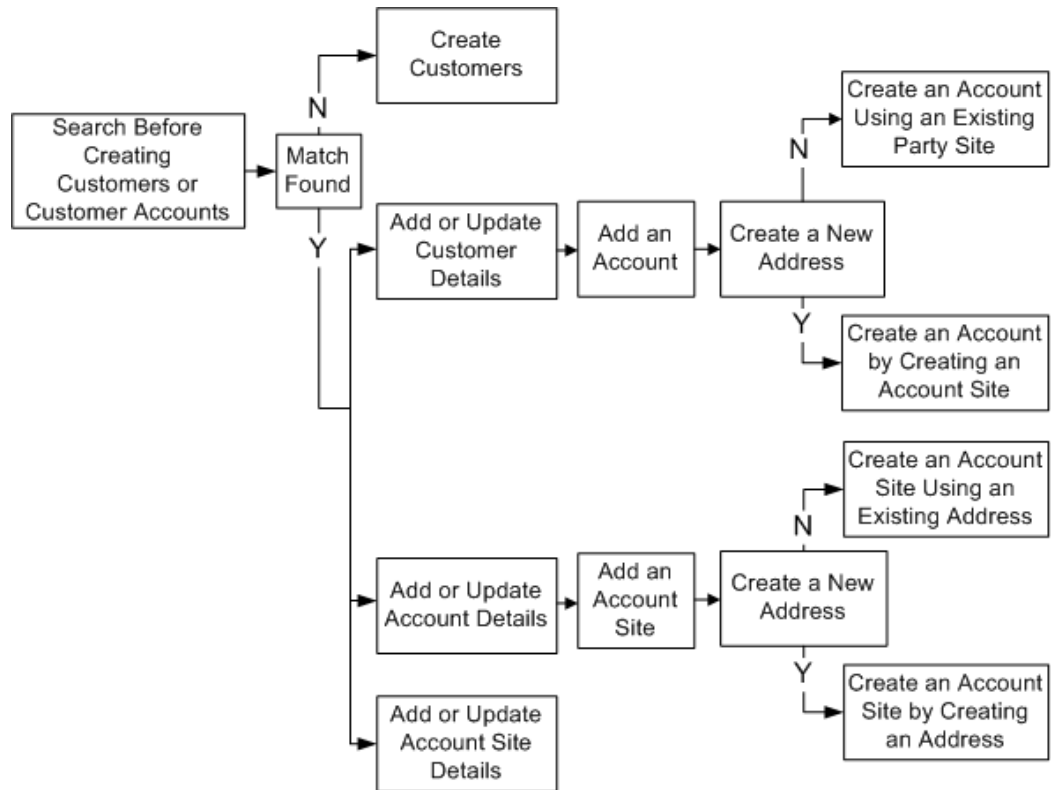 Create
Customers
N
Search Before
Creating
Customers or
Customer Accounts
Match
Found
Y
Add or Update
Customer
Details
Add an
Account
Create a New
Address
N
Create an Account
Using an Existing
Party Site
Y
Create an Account
by Creating an
Account Site
Add or Update
Account Details
Add an
Account
Site
Create a New
Address
N
Create an Account
Site Using an
Existing Address
Y
Create an Account
Site by Creating
an Address
Add or Update
Account Site
Details